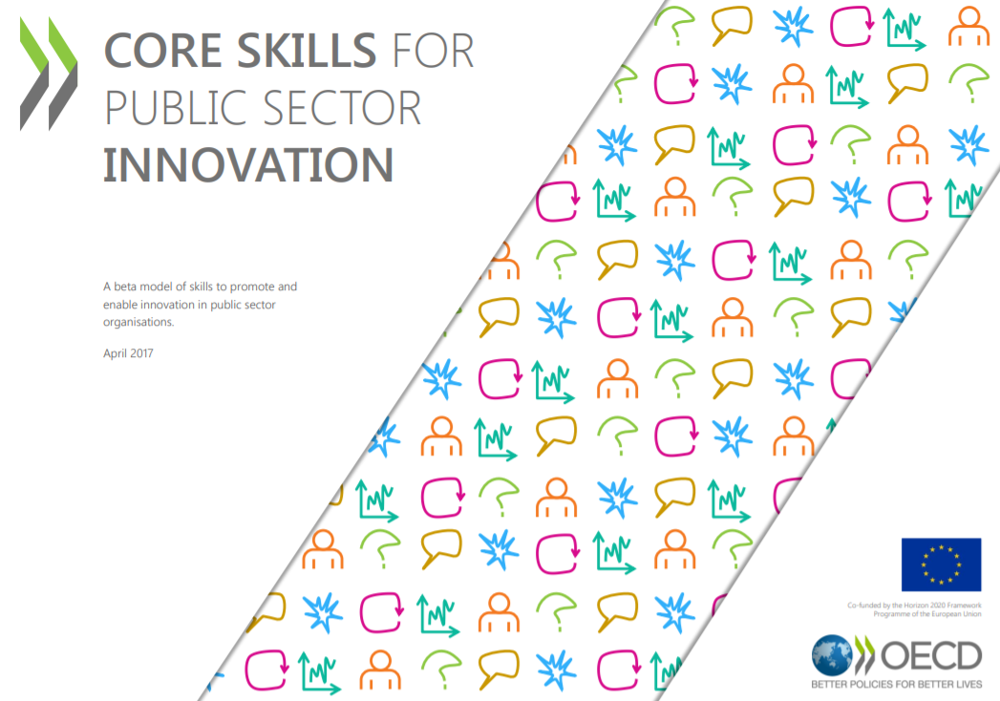 CORE SKILLS FOR
PUBLIC SECTOR
INNOVATION
A beta model of skills to promote and
enable innovation in public sector
organisations.
April 2017
Co-funded by the Horizon 2020 Framework
Programme of the European Union
OECD
BETTER POLICIES FOR BETTER LIVES